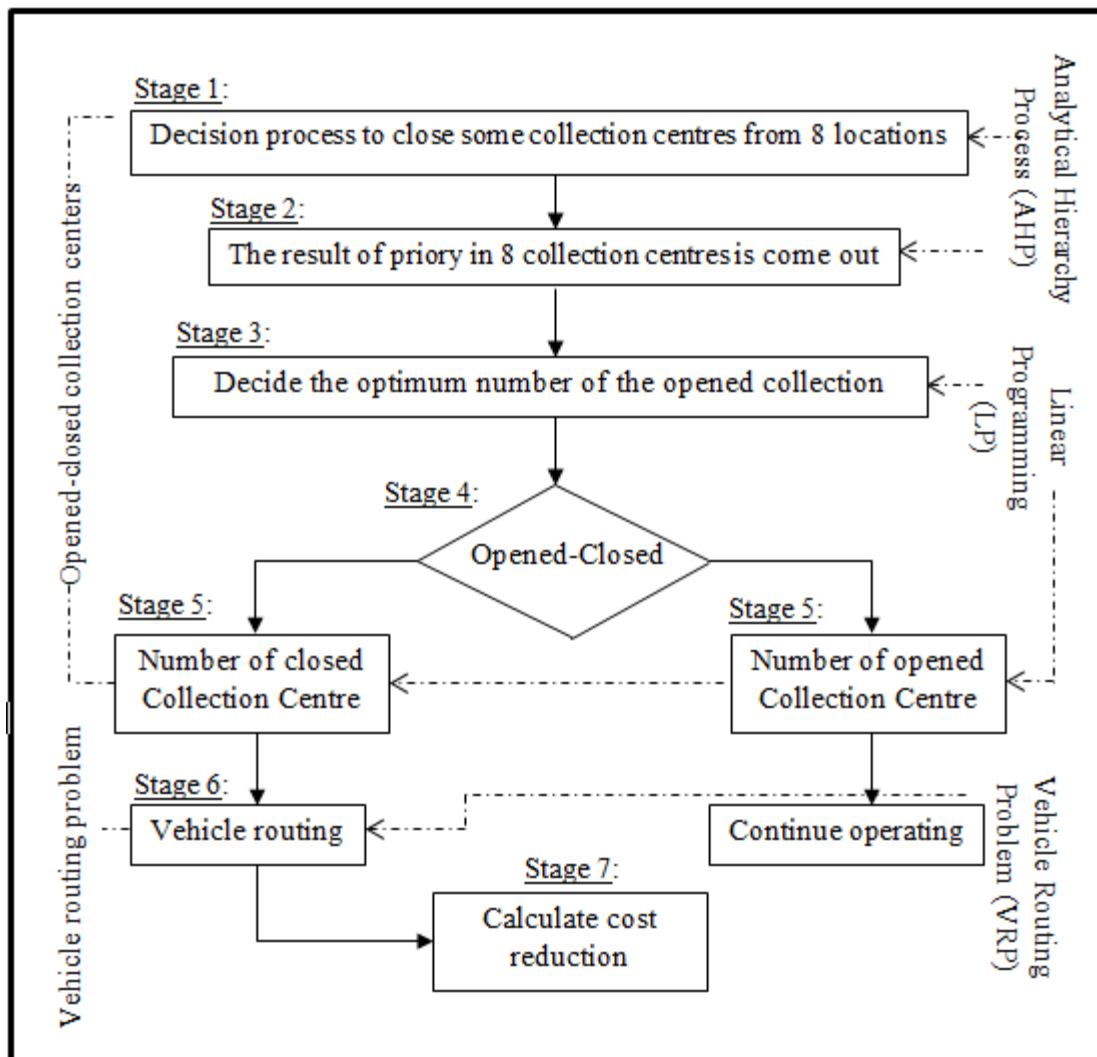 Stage 1:
Decision process to close some collection centres from 8 locations
Stage 2:
The result of priory in 8 collection centres is come out
Analytical Hierarchy
Process (AHP)
Stage 3:
Decide the optimum number of the opened collection
Linear
Programming
(LP)
Stage 4:
Opened-Closed
Opened-closed collection centers
Stage 5:
Number of closed
Collection Centre
Stage 5:
Number of opened
Collection Centre
Stage 6:
Vehicle routing
Continue operating
Vehicle Routing
Problem (VRP)
Vehicle routing problem
Stage 7:
Calculate cost
reduction